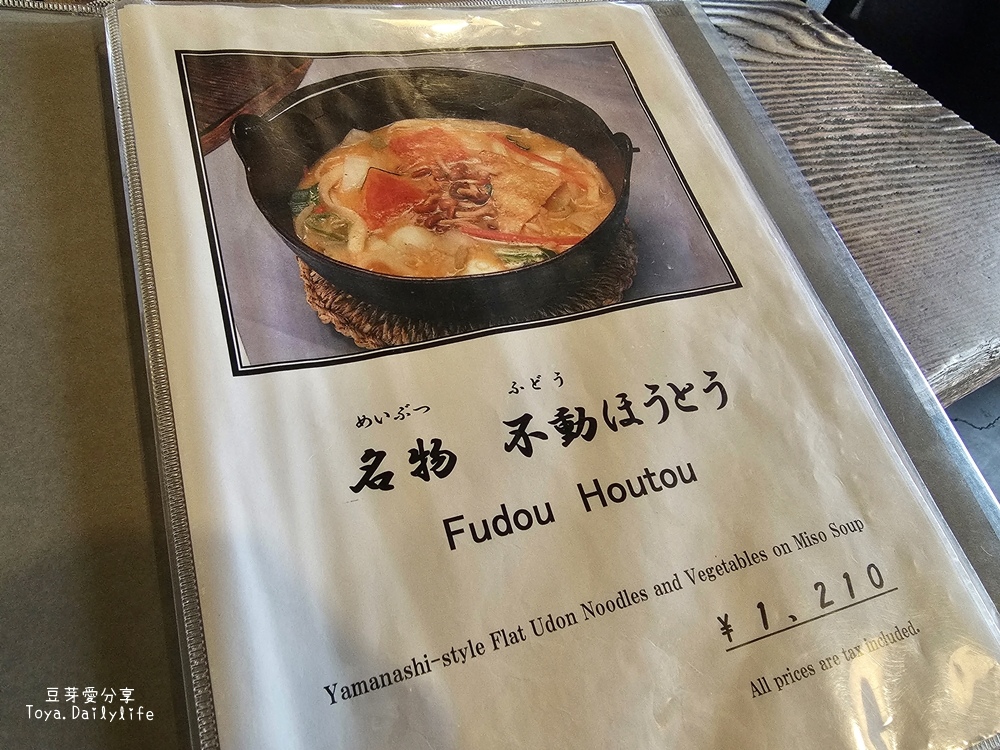 めいぶつ ふどう
名物 不動ほうとう
Fudou Houtou
Yamanashi-style Flat Udon Noodles and Vegetables on Miso Soup
¥1、210
All prices are tax included.
豆芽愛分享
Toya.Dailylife